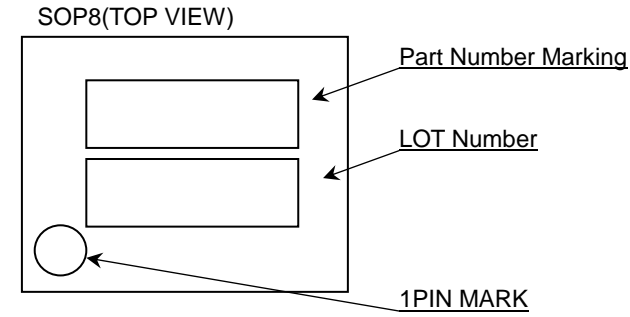 SOP8(TOP VIEW)
Part Number Marking
LOT Number
1PIN MARK